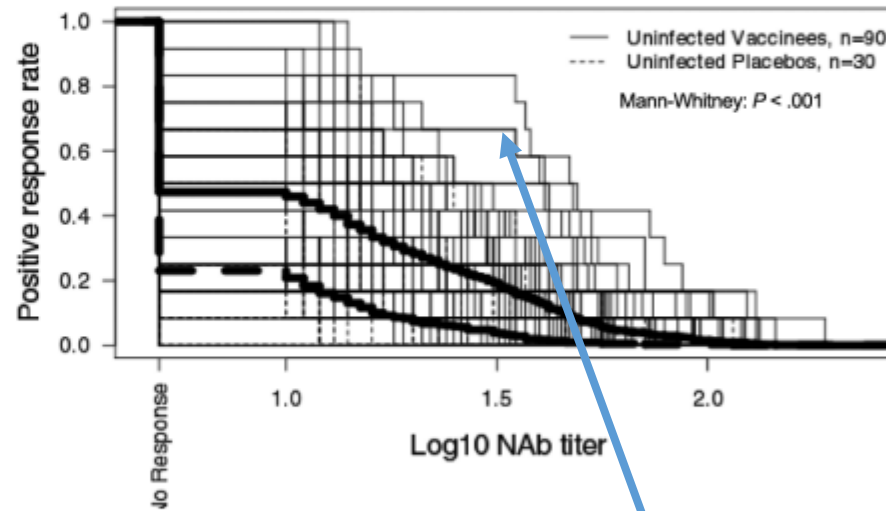 Positive response rate
1.0
0.8
0.6
0.4
0.2
0.0
Uninfected Vaccinees, n=90
Uninfected Placebos, n=30
Mann-Whitney: P < .001
No Response
1.0
1.5
2.0
Log10 NAb titer